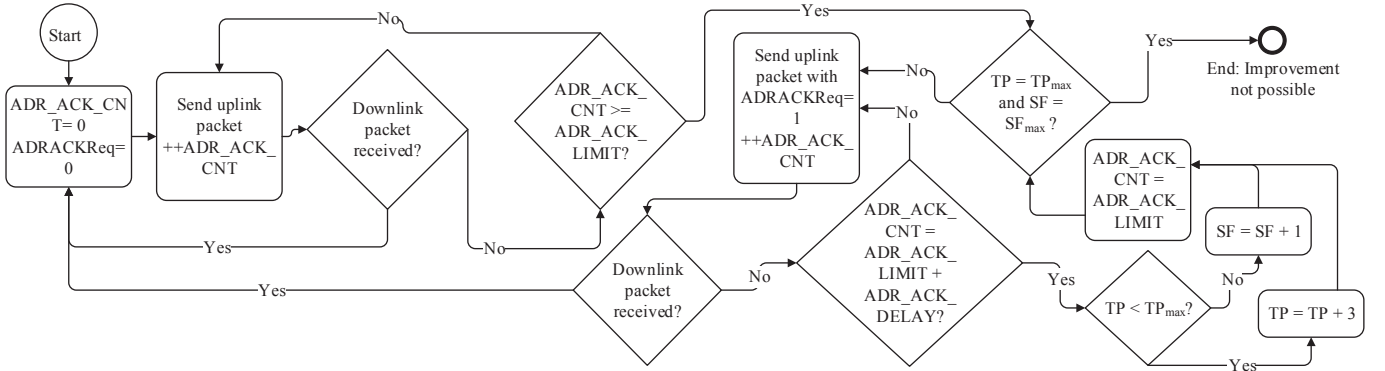 Start
ADR_ACK_CN
T= 0
ADRACKReq=
0
Send uplink
packet
++ADR_ACK_
CNT
Downlink
packet
received?
Yes
No
No
ADR_ACK_
CNT >=
ADR_ACK_
LIMIT?
Yes
Send uplink
packet with
ADRACKReq=
1
++ADR_ACK_
CNT
Downlink
packet
received?
Yes
No
ADR_ACK_
CNT =
ADR_ACK_
LIMIT +
ADR_ACK_
DELAY?
No
Yes
No
TP = TPmax
and SF =
SFmax ?
Yes
End: Improvement
not possible
ADR_ACK_
CNT =
ADR_ACK_
LIMIT
TP < TPmax?
No
SF = SF + 1
Yes
TP = TP + 3